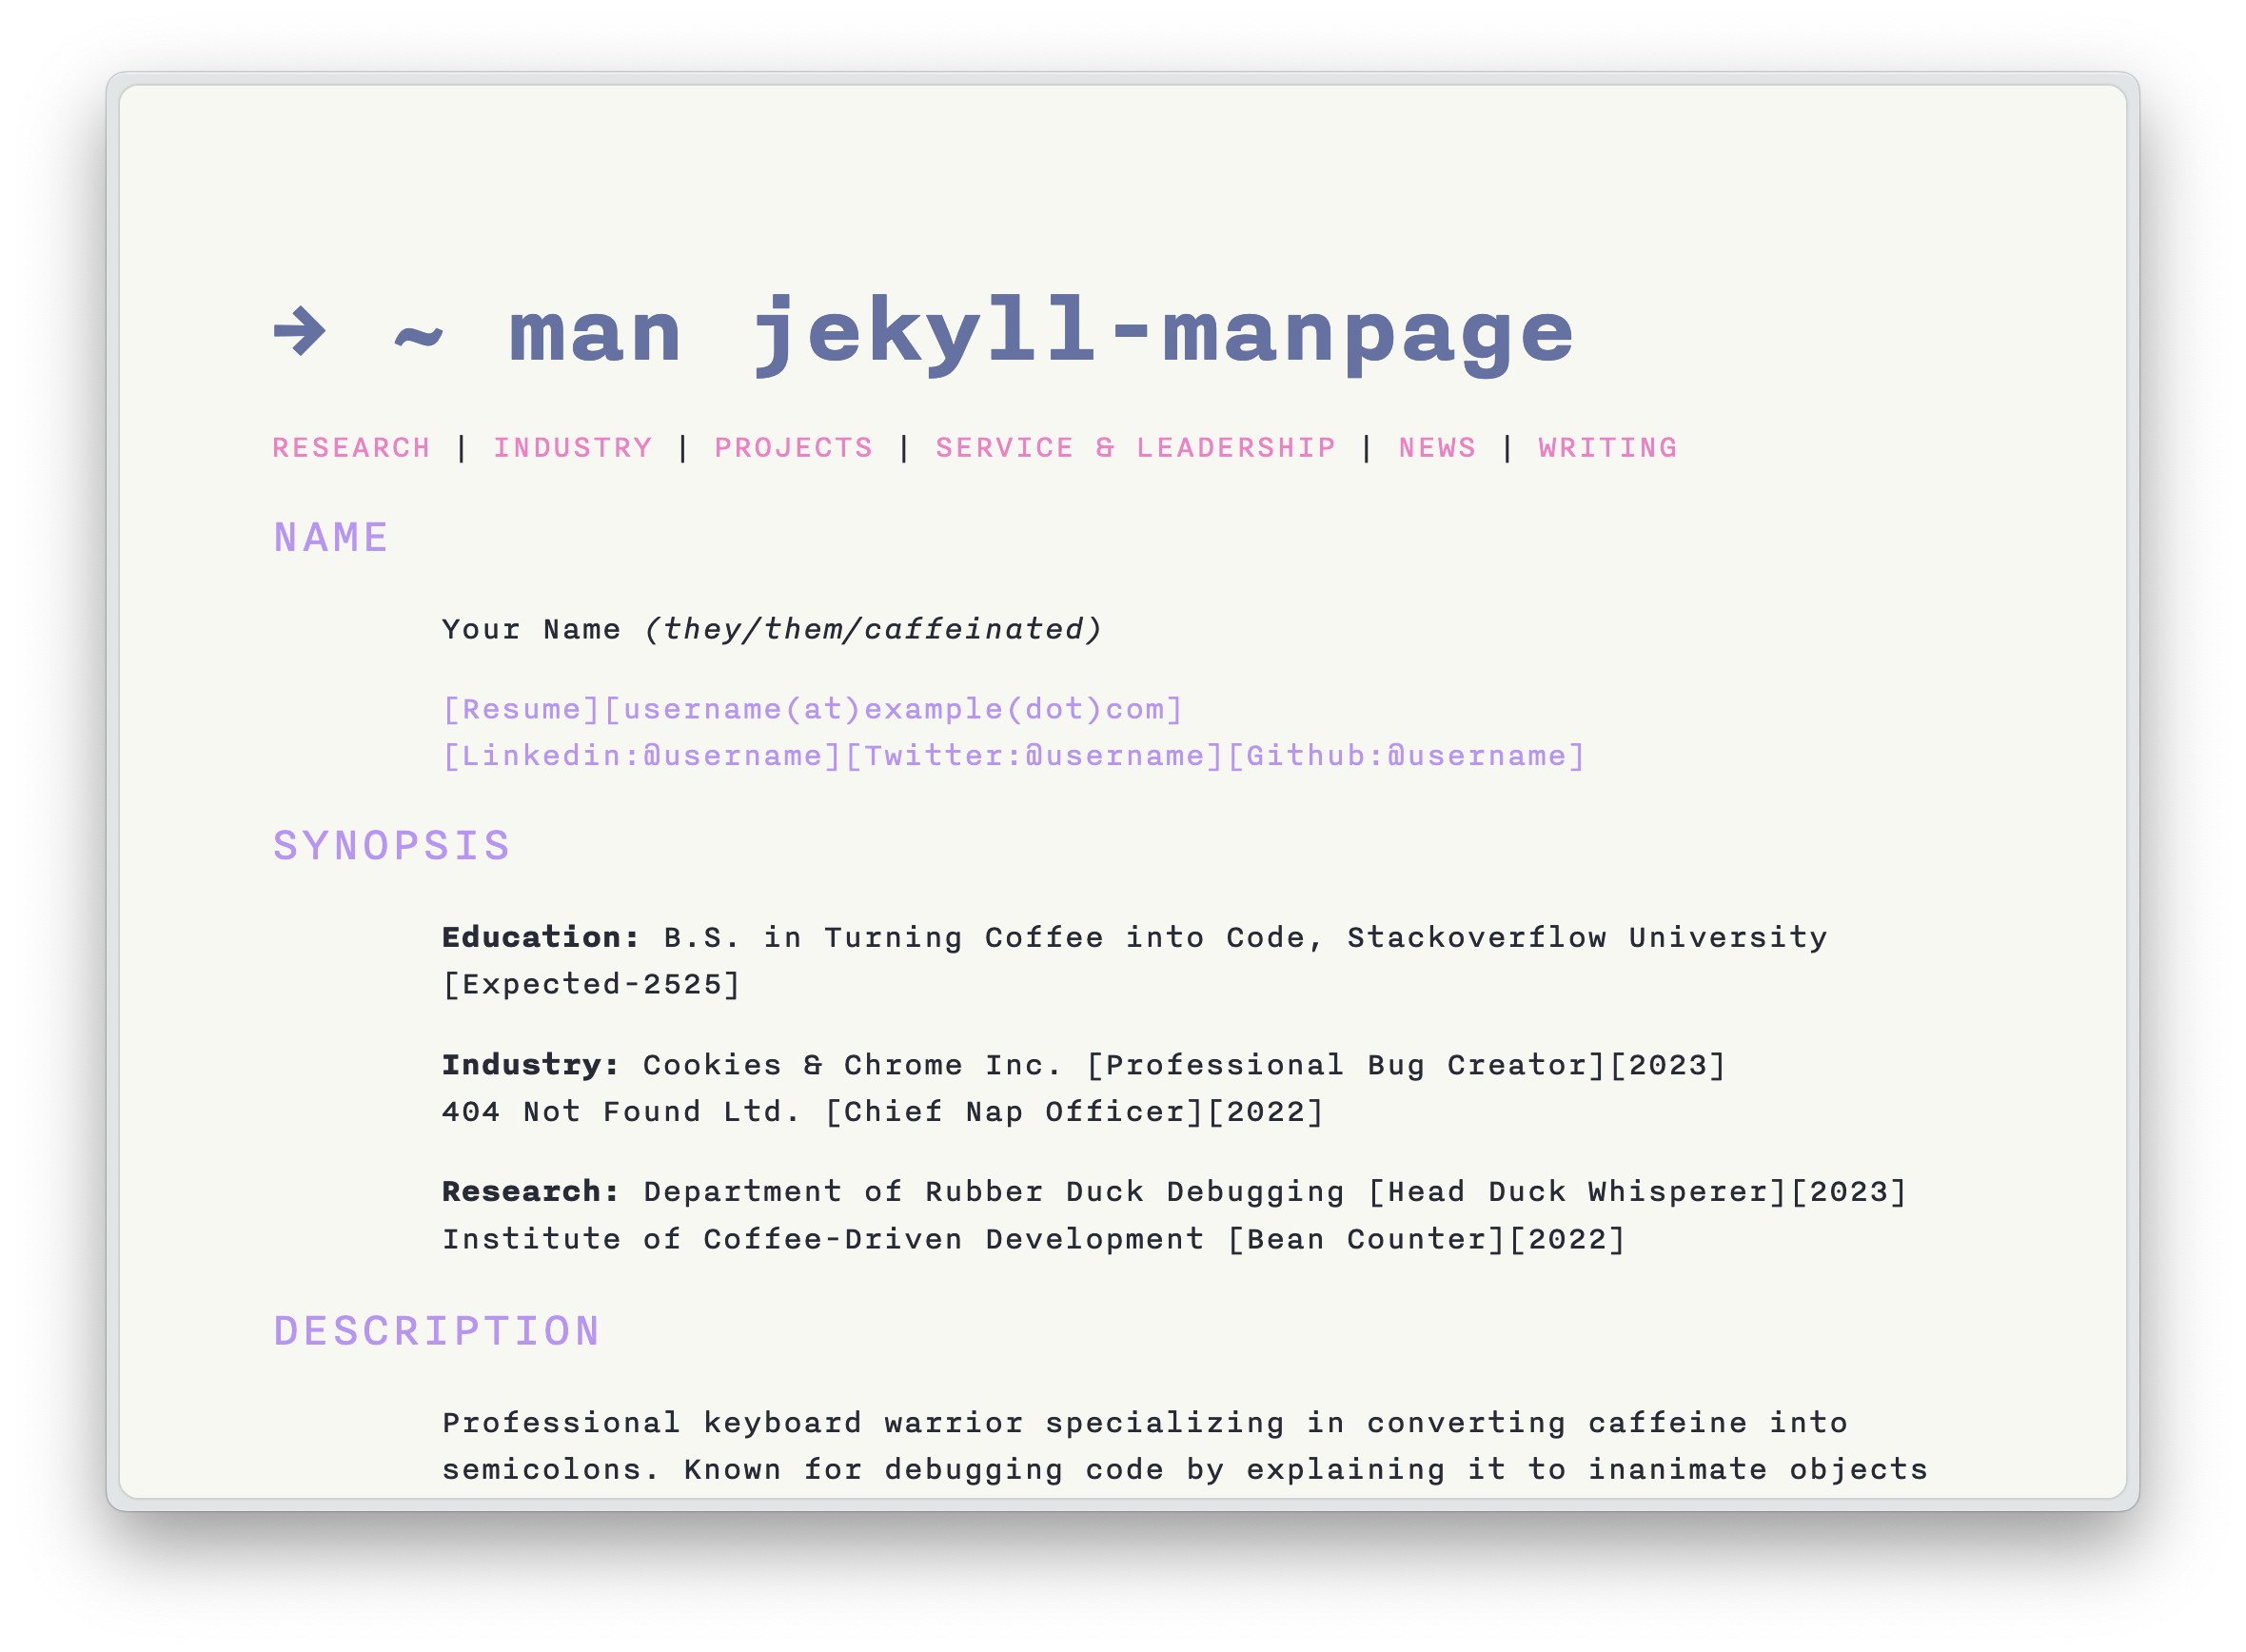 → ~ man jekyll-manpage
RESEARCH | INDUSTRY | PROJECTS | SERVICE & LEADERSHIP | NEWS | WRITING
NAME
Your Name (they/them/caffeinated)
[Resume][username(at)example(dot)com]
[Linkedin:@username][Twitter:@username][Github:@username]
SYNOPSIS
Education: B.S. in Turning Coffee into Code, Stackoverflow University
[Expected-2525]
Industry: Cookies & Chrome Inc. [Professional Bug Creator][2023]
404 Not Found Ltd. [Chief Nap Officer][2022]
Research: Department of Rubber Duck Debugging [Head Duck Whisperer][2023]
Institute of Coffee-Driven Development [Bean Counter][2022]
DESCRIPTION
Professional keyboard warrior specializing in converting caffeine into
semicolons. Known for debugging code by explaining it to inanimate objects